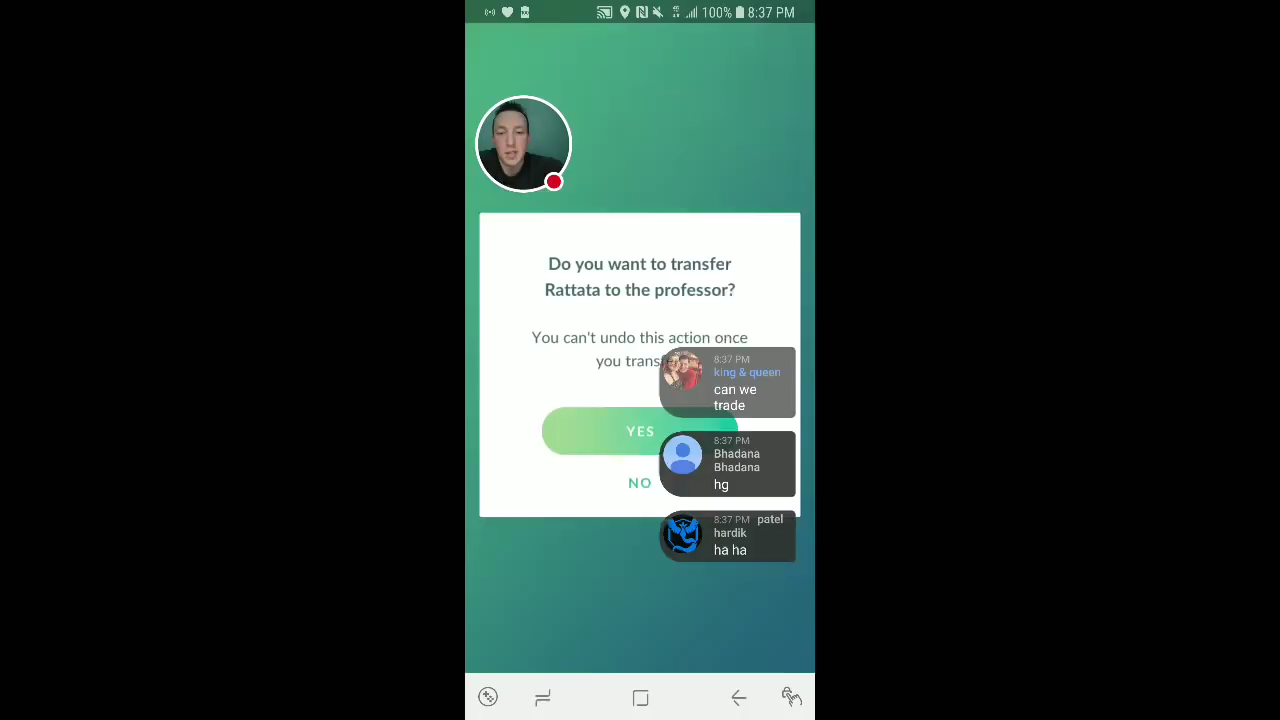 100% 8:37 PM
Do you want to transfer
Rattata to the professor?
You can't undo this action once
you trans
YES
NO
8:37 PM
king & queen
can we
trade
8:37 PM
Bhadana
Bhadana
hg
8:37 PM patel
hardik
ha ha